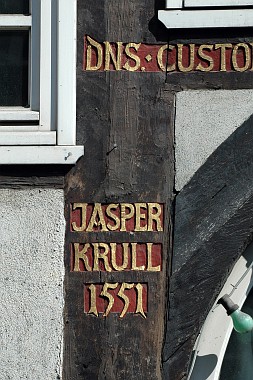 DNS · CUSTO
JASPER
KRULL
1551